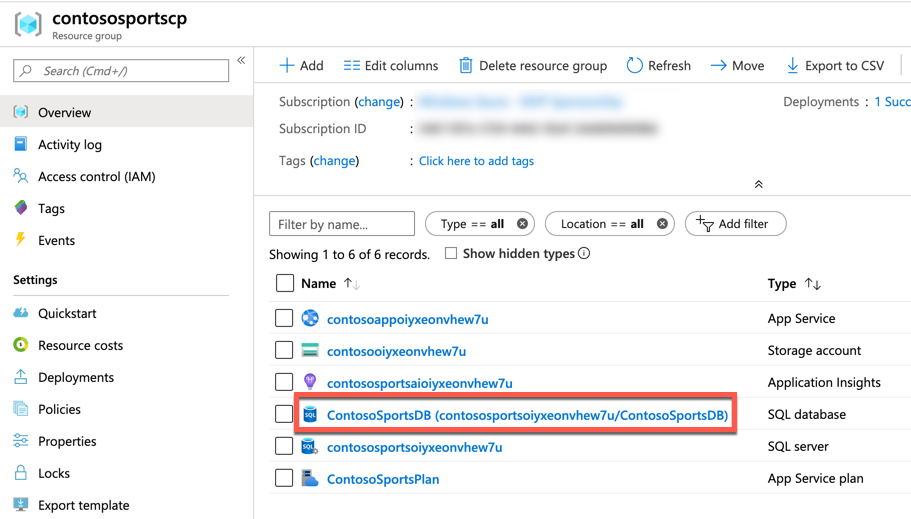 contososportscp
Resource group
Search (Cmd+/)
«
Add
Edit columns
Delete resource group
Refresh
Move
Export to CSV
Overview
Activity log
Access control (IAM)
Tags
Events
Settings
Quickstart
Resource costs
Deployments
Policies
Properties
Locks
Export template
Subscription (change) :
Deployments : 1 Succ
Subscription ID :
Tags (change) : Click here to add tags
Filter by name...
Type == all
Location == all
Add filter
Showing 1 to 6 of 6 records.
Show hidden types
Name Type
contosoappoiyxeonvhew7u App Service
contosooiyxeonvhew7u Storage account
contososportsaioiyxeonvhew7u Application Insights
SQL ContosoSportsDB (contososportsoiyxeonvhew7u/ContosoSportsDB) SQL database
SQL contososportsoiyxeonvhew7u SQL server
ContosoSportsPlan App Service plan